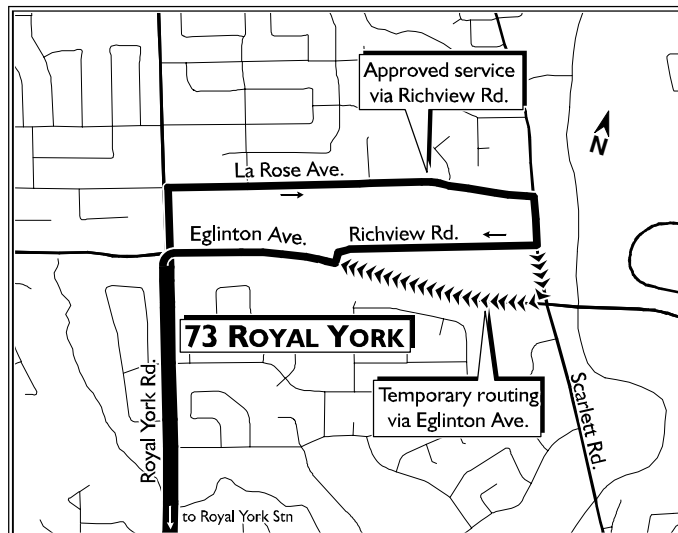 Approved service
via Richview Rd.
N
La Rose Ave.
Eglinton Ave.
Richview Rd.
73 ROYAL YORK
Royal York Rd.
Temporary routing
via Eglinton Ave.
Scarlett Rd.
to Royal York Stn